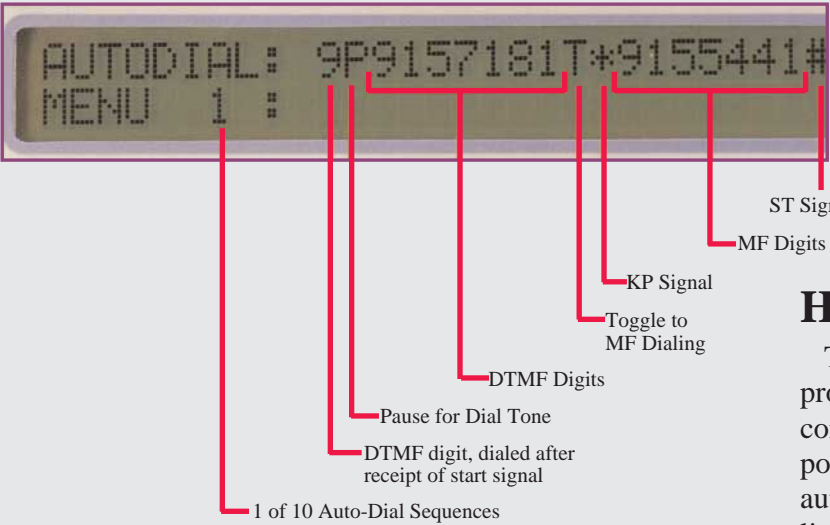 AUTODIAL: 9P9157181T*9155441#
MENU 1 :
ST
MF Digits
KP Signal
Toggle to
MF Dialing
DTMF Digits
Pause for Dial Tone
DTMF digit, dialed after
receipt of start signal
1 of 10 Auto-Dial Sequences